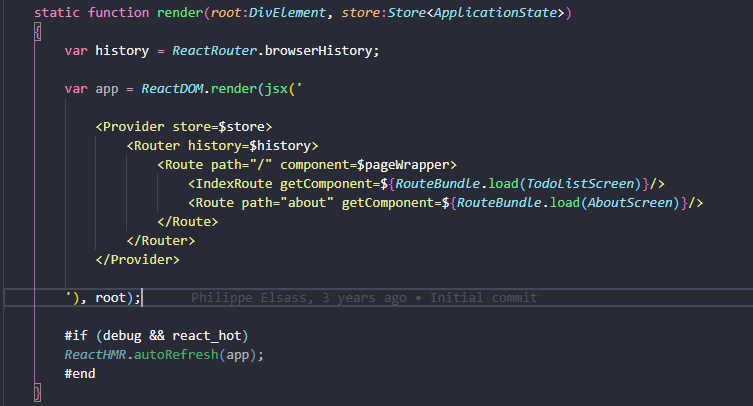 static function render(root:DivElement, store:Store<ApplicationState>)
{
var history = ReactRouter.browserHistory;
var app = ReactDOM.render(jsx('
<Provider store=$store>
<Router history=$history>
<Route path="/" component=$pageWrapper>
<IndexRoute getComponent=${RouteBundle.load(TodoListScreen)}/>
<Route path="about" getComponent=${RouteBundle.load(AboutScreen)}/>
</Route>
</Router>
</Provider>
'), root); Philippe Elsass, 3 years ago • Initial commit
#if (debug && react_hot)
ReactHMR.autoRefresh(app);
#end
}